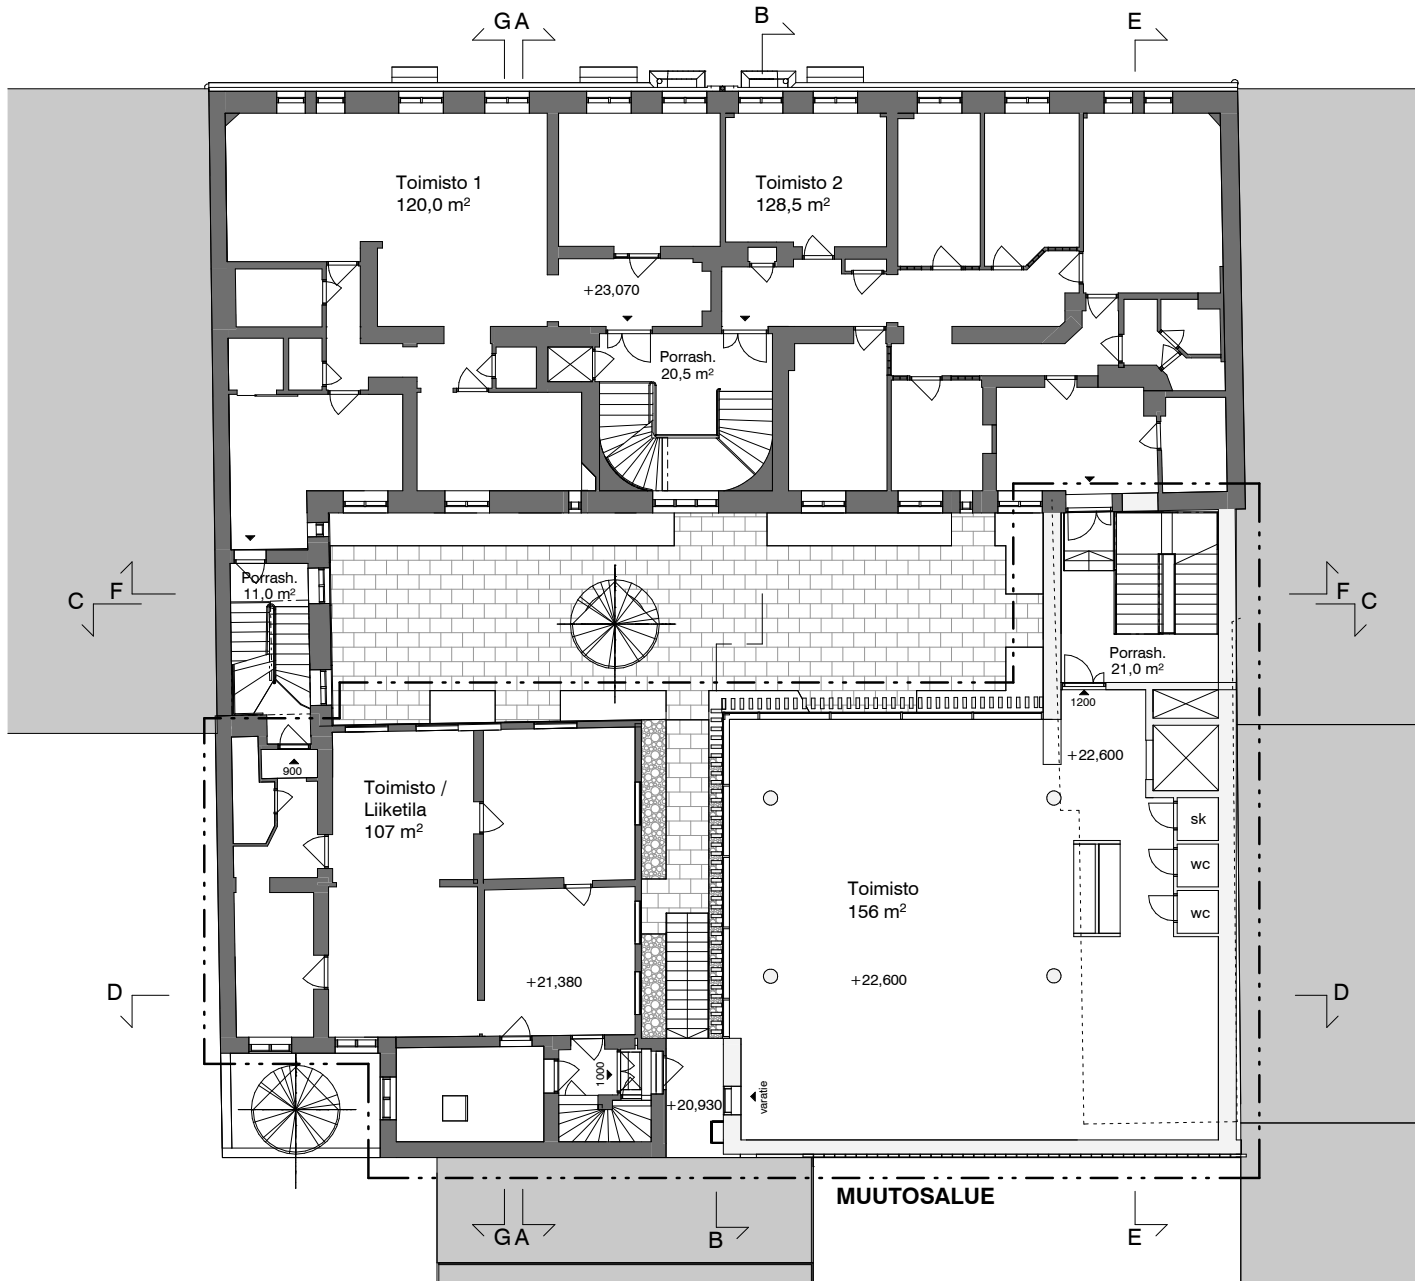 G A
B
E
Toimisto 1
120,0 m²
Toimisto 2
128,5 m²
+23,070
Porrash.
20,5 m²
Porrash.
11,0 m²
C
F
F
C
Porrash.
21,0 m²
1200
+22,600
900
Toimisto /
Liiketila
107 m²
sk
wc
wc
Toimisto
156 m²
+21,380
+22,600
D
D
1000
+20,930
varatie
MUUTOSALUE
G A
B
E